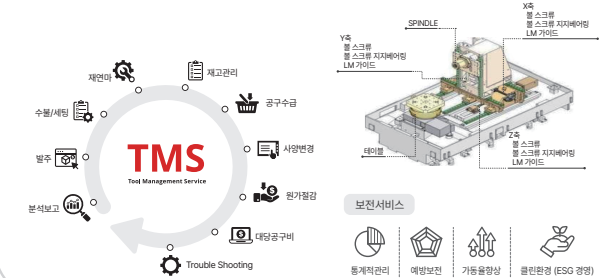 재고관리
공구수급
사양변경
원가절감
대당공구비
Trouble Shooting
분석보고
발주
수불/세팅
재연마
TMS
Tool Management Service
SPINDLE
X축
볼 스크류
볼 스크류 지지베어링
LM 가이드
Y축
볼 스크류
볼 스크류 지지베어링
LM 가이드
Z축
볼 스크류
볼 스크류 지지베어링
LM 가이드
테이블
보전서비스
통계적관리
예방보전
가동율향상
클린환경 (ESG 경영)